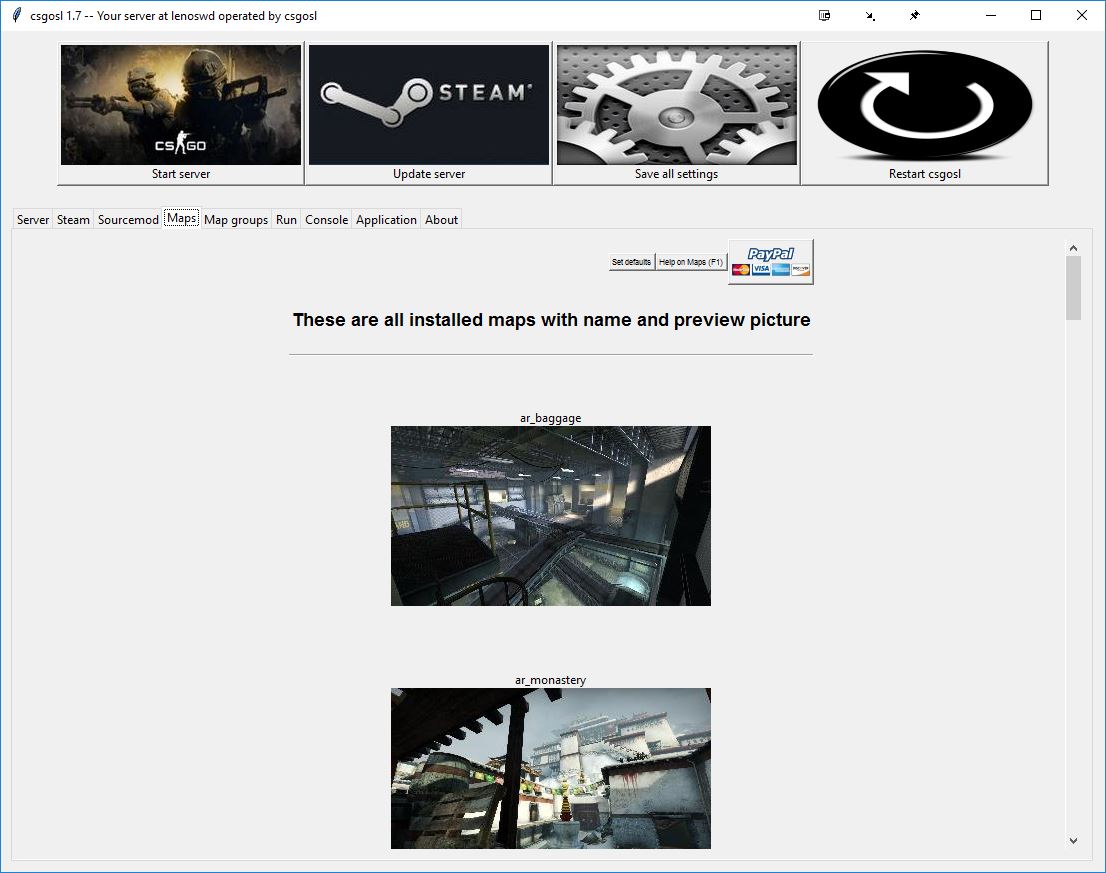 csgosl 1.7 -- Your server at lenoswd operated by csgosl
CS GO
STEAM
Start server
Update server
Save all settings
Restart csgosl
Server
Steam
Sourcemod
Maps
Map groups
Run
Console
Application
About
Set defaults
Help on Maps (F1)
PayPal
MasterCard
VISA
These are all installed maps with name and preview picture
ar_baggage
ar_monastery